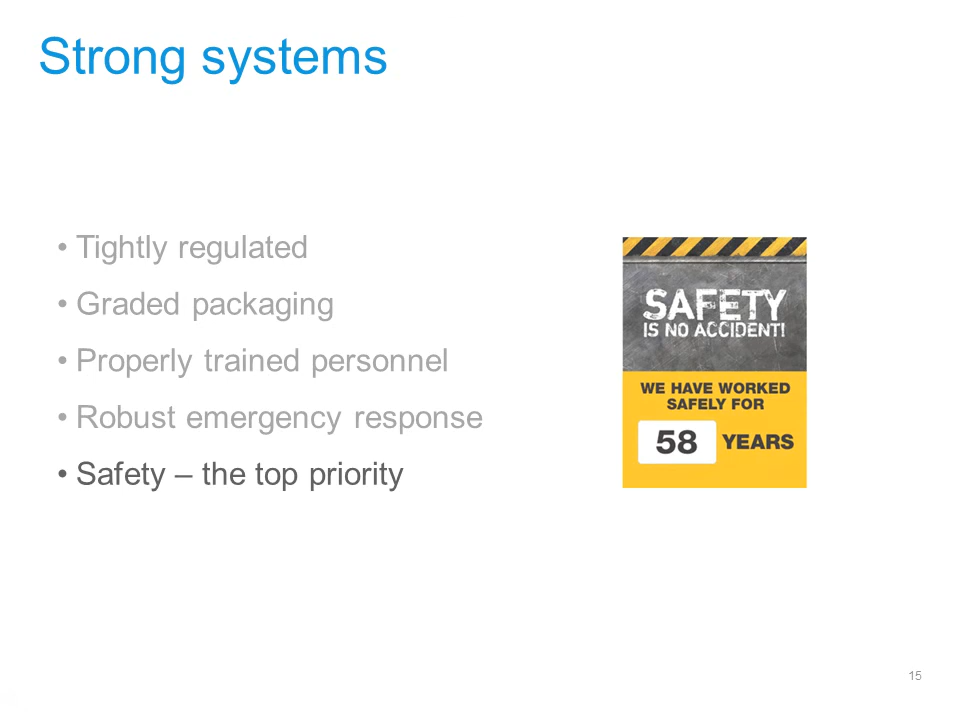 Strong systems
• Tightly regulated
• Graded packaging
• Properly trained personnel
• Robust emergency response
• Safety – the top priority
SAFETY
IS NO ACCIDENT!
WE HAVE WORKED
SAFELY FOR
58 YEARS
15